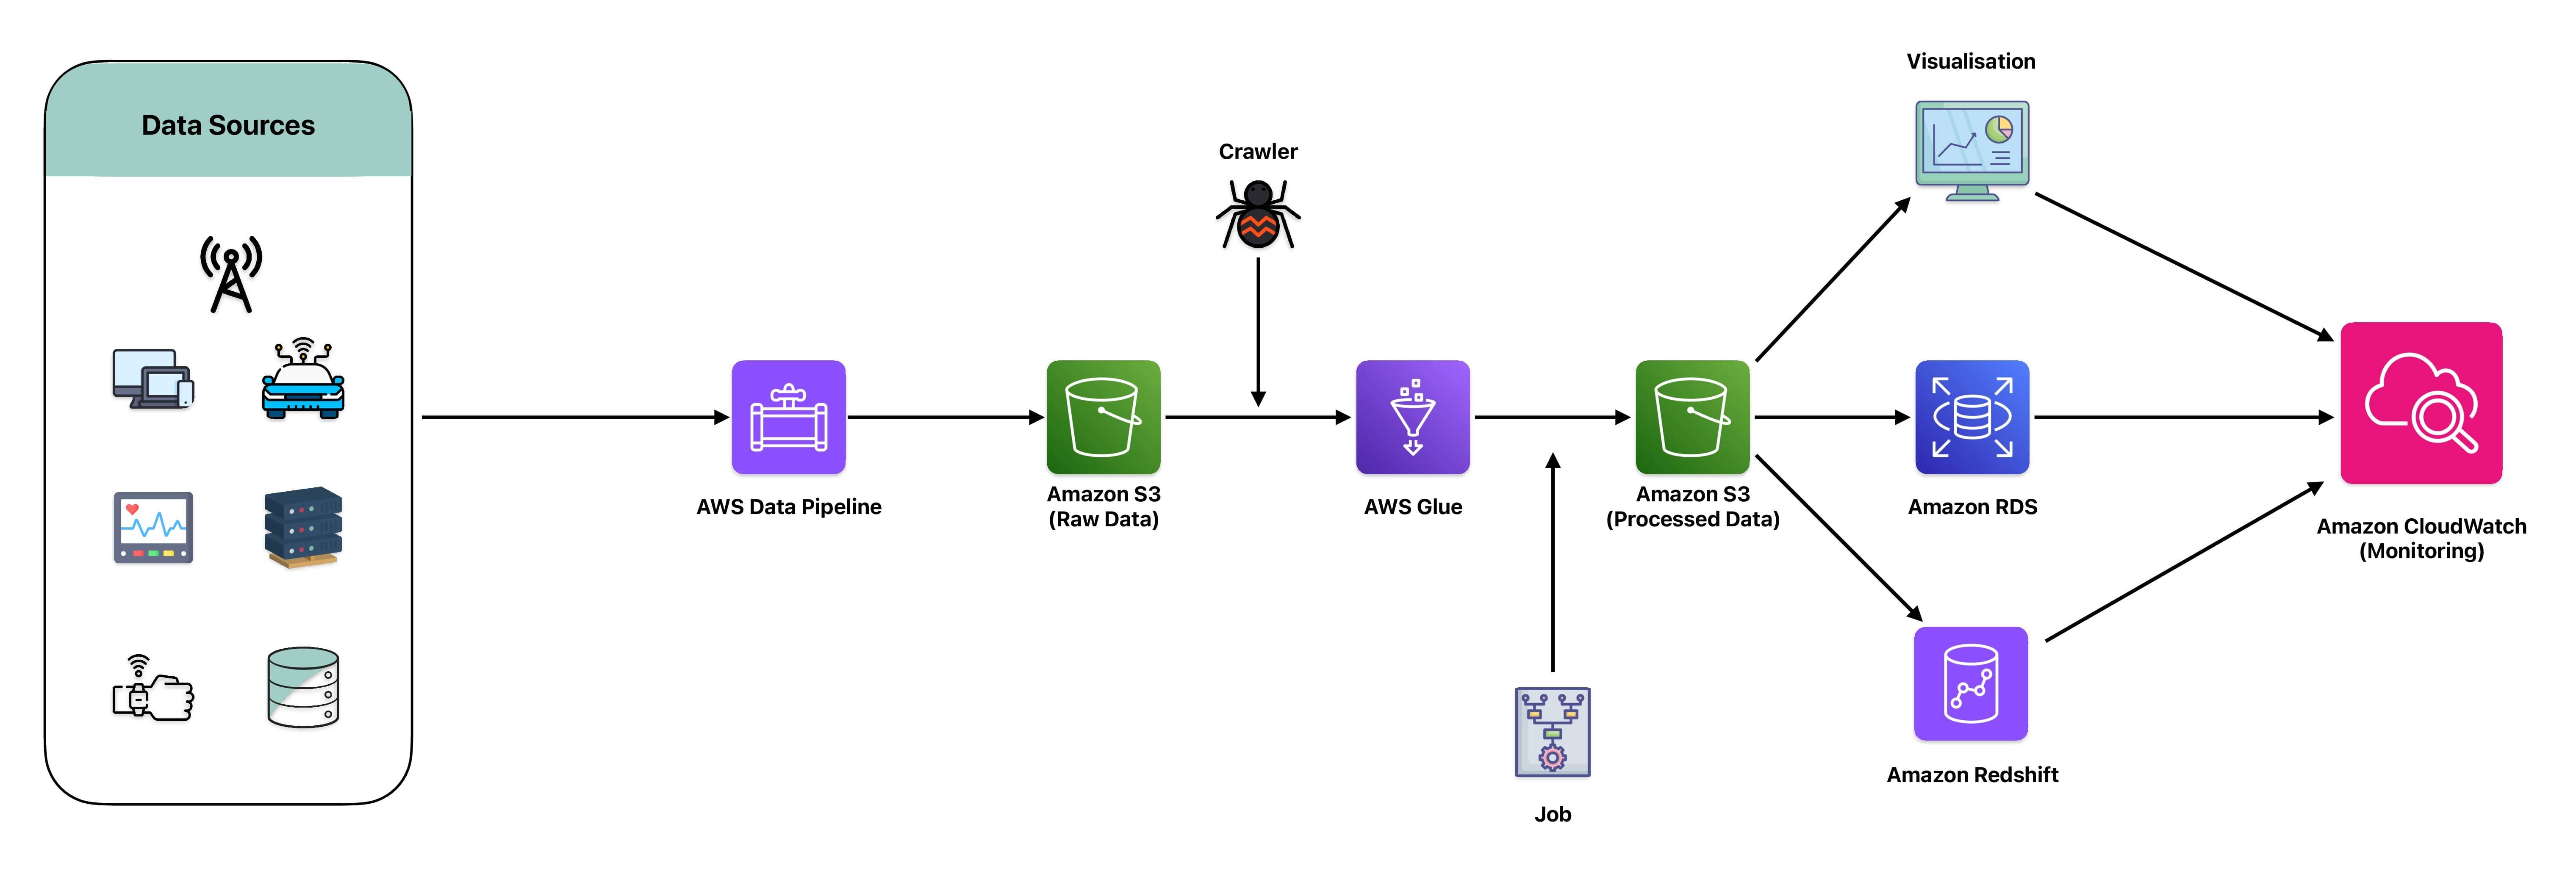 Data Sources
Visualisation
Crawler
AWS Data Pipeline
Amazon S3
(Raw Data)
AWS Glue
Amazon S3
(Processed Data)
Amazon RDS
Amazon CloudWatch
(Monitoring)
Amazon Redshift
Job